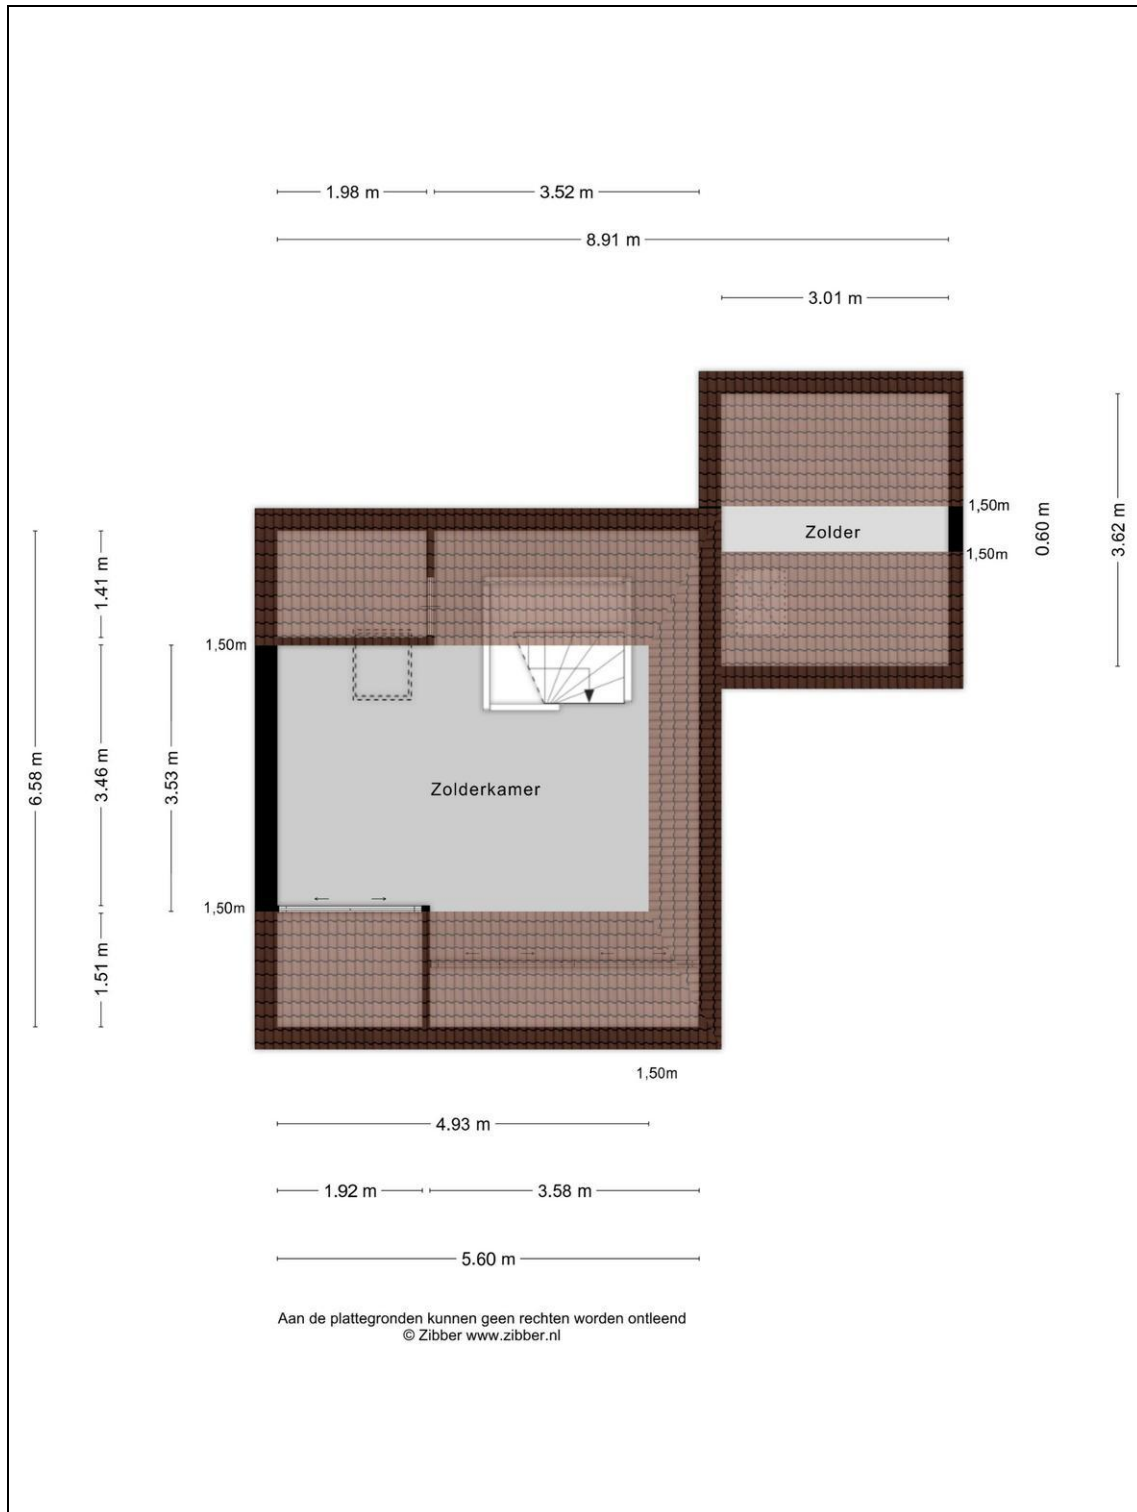 1.98 m
3.52 m
8.91 m
3.01 m
1,50m
Zolder
0.60 m
3.62 m
1,50m
1.41 m
1,50m
6.58 m
3.46 m
3.53 m
Zolderkamer
1,50m
1.51 m
1,50m
4.93 m
1.92 m
3.58 m
5.60 m
Aan de plattegronden kunnen geen rechten worden ontleend
© Zibber www.zibber.nl